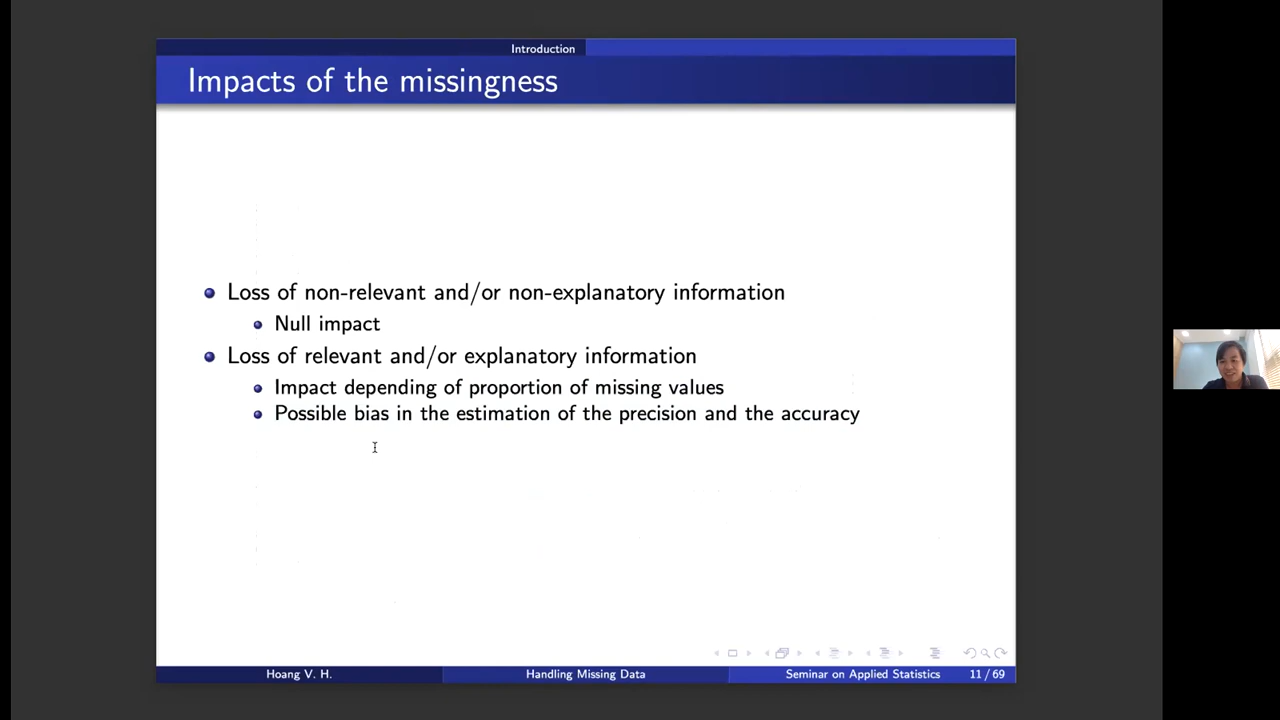 Introduction
Impacts of the missingness
Loss of non-relevant and/or non-explanatory information
Null impact
Loss of relevant and/or explanatory information
Impact depending of proportion of missing values
Possible bias in the estimation of the precision and the accuracy
Hoang V. H. Handling Missing Data Seminar on Applied Statistics 11 / 69